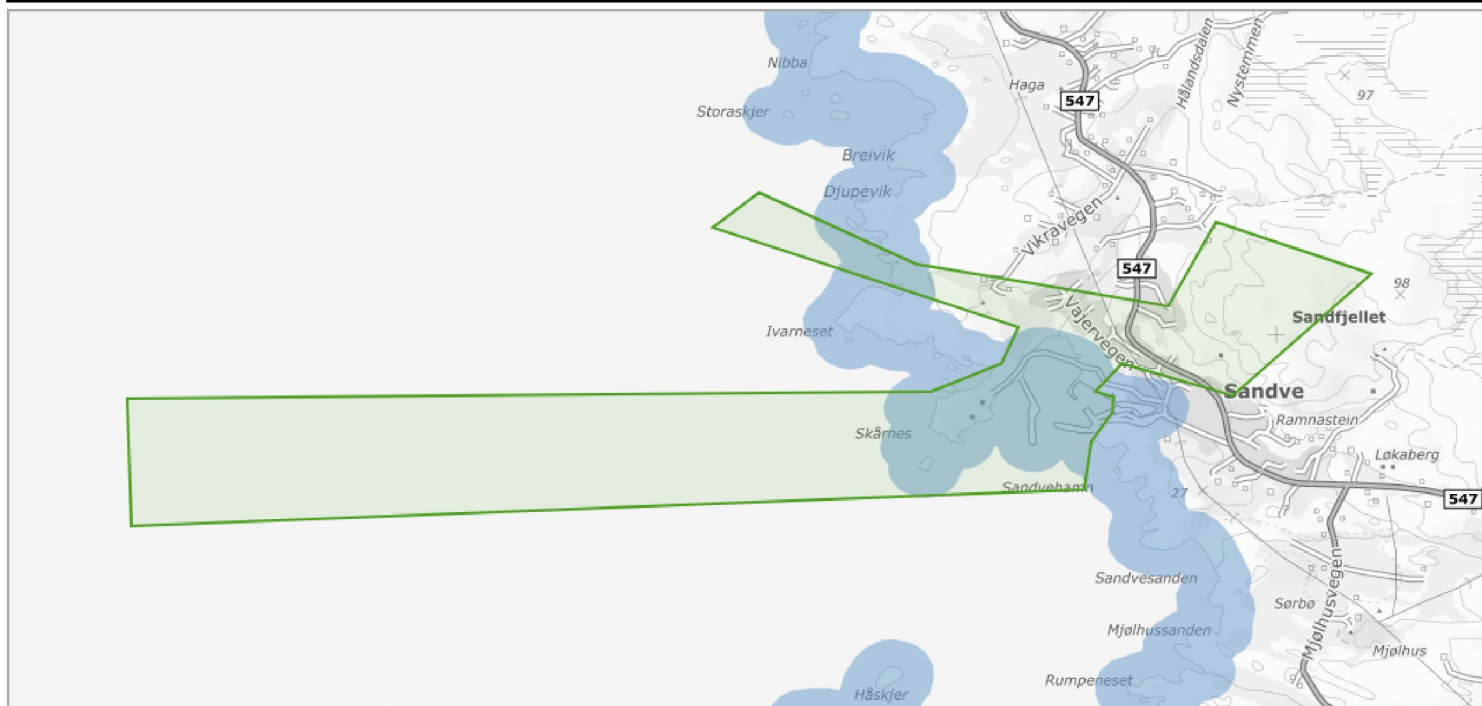 Nibba
Haga
Hålandsdalen
Nystemmen
97
547
Storaskjer
Breivik
Djupevik
Vikravegen
547
98
Vajervegen
Sandfjellet
Ivarneset
Sandve
Ramnastein
Skårnes
Løkaberg
Sandvehamn
27
547
Sandvesanden
Sørbø
Mjølhusvegen
Mjølhussanden
Mjølhus
Rumpeneset
Håskjer